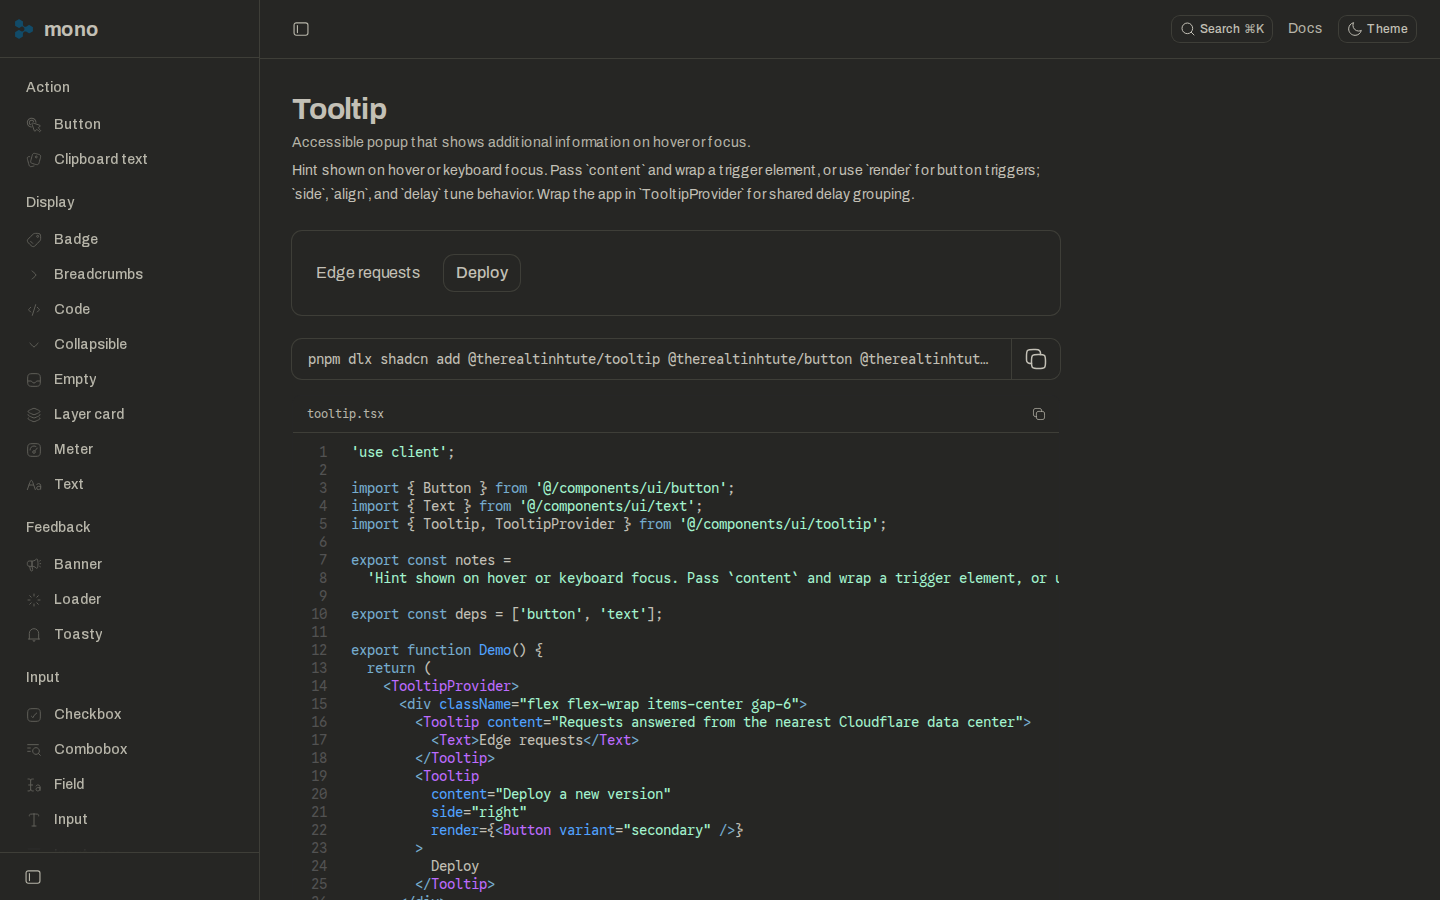 mono
Search ⌘K
Docs
Theme
Action
Button
Clipboard text
Display
Badge
Breadcrumbs
Code
Collapsible
Empty
Layer card
Meter
Text
Feedback
Banner
Loader
Toasty
Input
Checkbox
Combobox
Field
Input
Tooltip
Accessible popup that shows additional information on hover or focus.
Hint shown on hover or keyboard focus. Pass `content` and wrap a trigger element, or use `render` for button triggers;
`side`, `align`, and `delay` tune behavior. Wrap the app in `TooltipProvider` for shared delay grouping.
Edge requests
Deploy
pnpm dlx shadcn add @therealtinhtute/tooltip @therealtinhtute/button @therealtinhtut…
tooltip.tsx
1 'use client';
2
3 import { Button } from '@/components/ui/button';
4 import { Text } from '@/components/ui/text';
5 import { Tooltip, TooltipProvider } from '@/components/ui/tooltip';
6
7 export const notes =
8 'Hint shown on hover or keyboard focus. Pass `content` and wrap a trigger element, or u
9
10 export const deps = ['button', 'text'];
11
12 export function Demo() {
13 return (
14 <TooltipProvider>
15 <div className="flex flex-wrap items-center gap-6">
16 <Tooltip content="Requests answered from the nearest Cloudflare data center">
17 <Text>Edge requests</Text>
18 </Tooltip>
19 <Tooltip
20 content="Deploy a new version"
21 side="right"
22 render={<Button variant="secondary" />}
23 >
24 Deploy
25 </Tooltip>